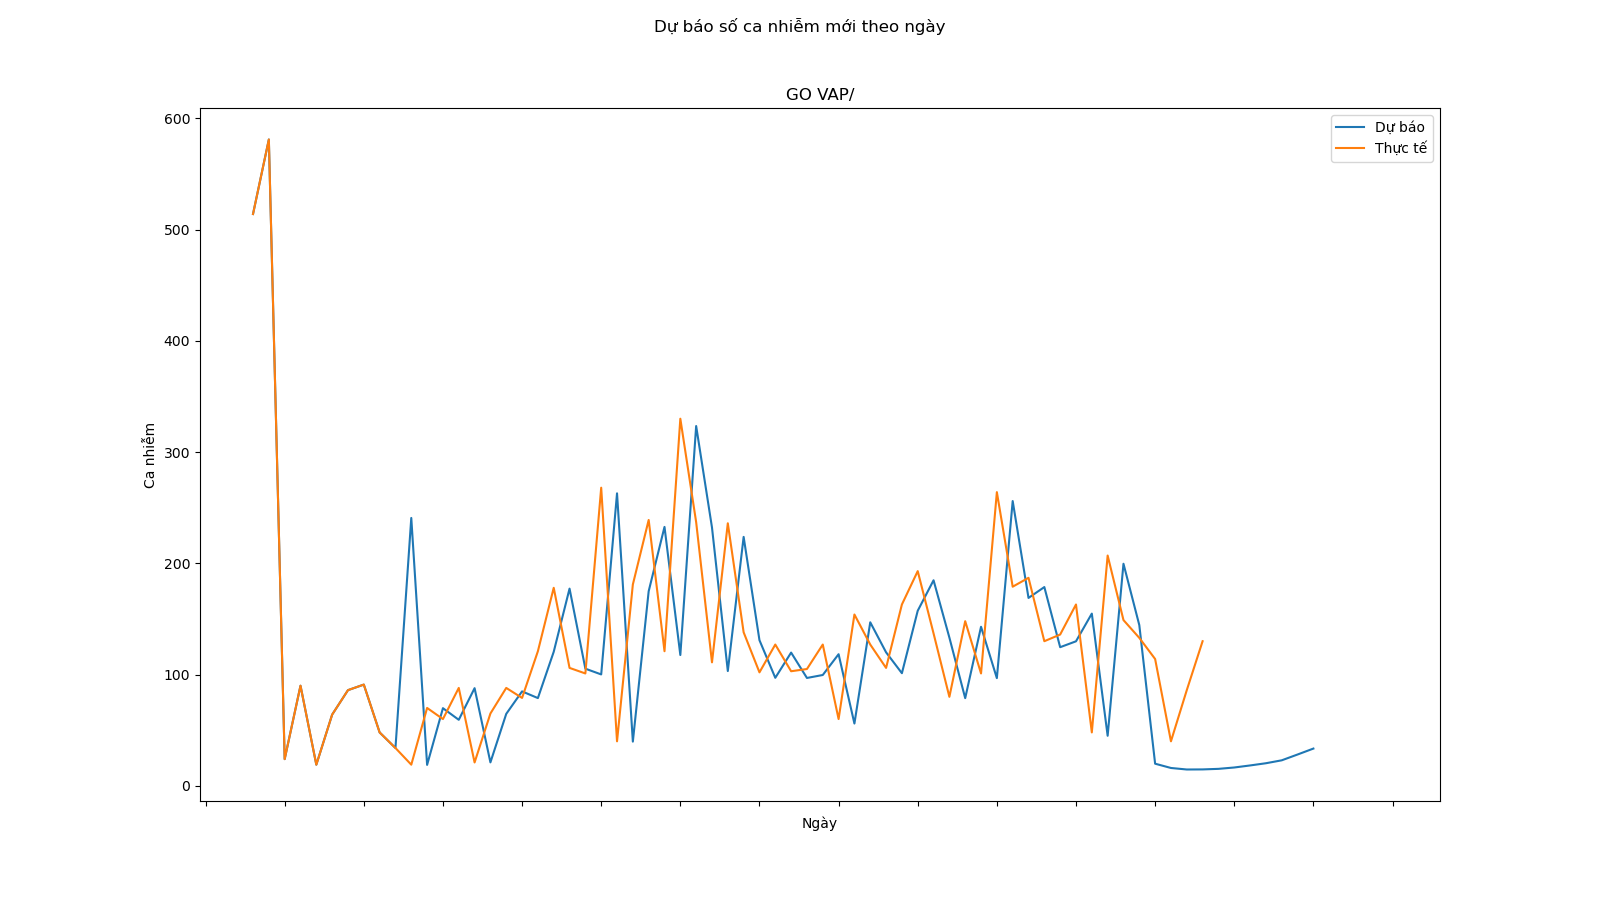 Dự báo số ca nhiễm mới theo ngày
GO VAP/
600
500
400
300
200
100
0
Ca nhiễm
Ngày
Dự báo
Thực tế